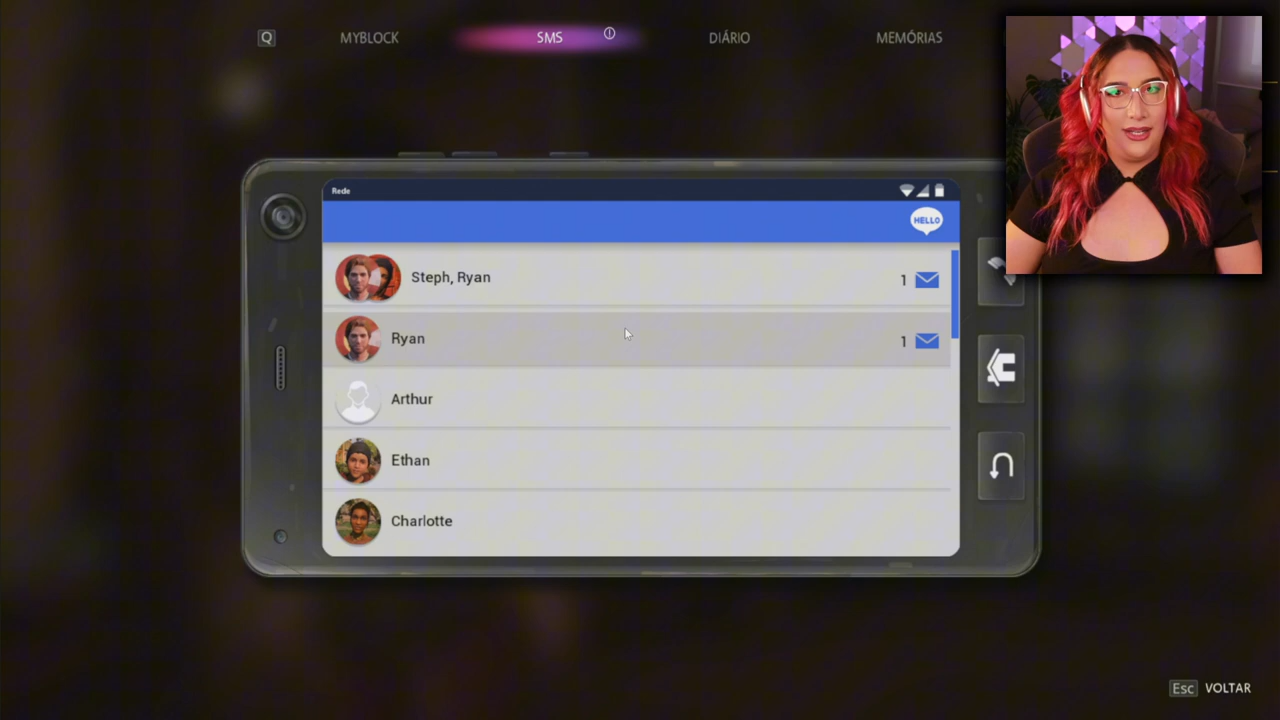 Q
MYBLOCK
SMS
DIÁRIO
MEMÓRIAS
Rede
HELLO
Steph, Ryan
1
Ryan
1
Arthur
Ethan
Charlotte
Esc VOLTAR